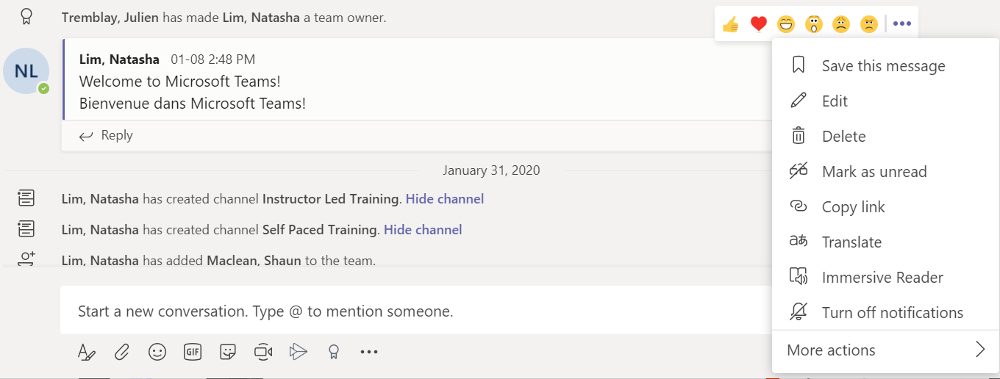 Tremblay, Julien has made Lim, Natasha a team owner.
NL
Lim, Natasha 01-08 2:48 PM
Welcome to Microsoft Teams!
Bienvenue dans Microsoft Teams!
Reply
January 31, 2020
Lim, Natasha has created channel Instructor Led Training. Hide channel
Lim, Natasha has created channel Self Paced Training. Hide channel
Lim, Natasha has added Maclean, Shaun to the team.
Start a new conversation. Type @ to mention someone.
GIF
Save this message
Edit
Delete
Mark as unread
Copy link
Translate
Immersive Reader
Turn off notifications
More actions